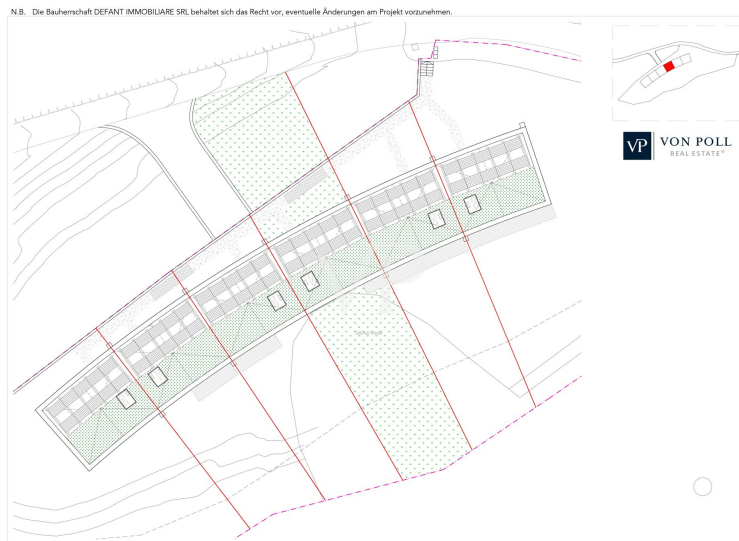 N.B. Die Bauherrschaft DEFANT IMMOBILIARE SRL behaltet sich das Recht vor, eventuelle Änderungen am Projekt vorzunehmen.
VP VON POLL
REAL ESTATE®